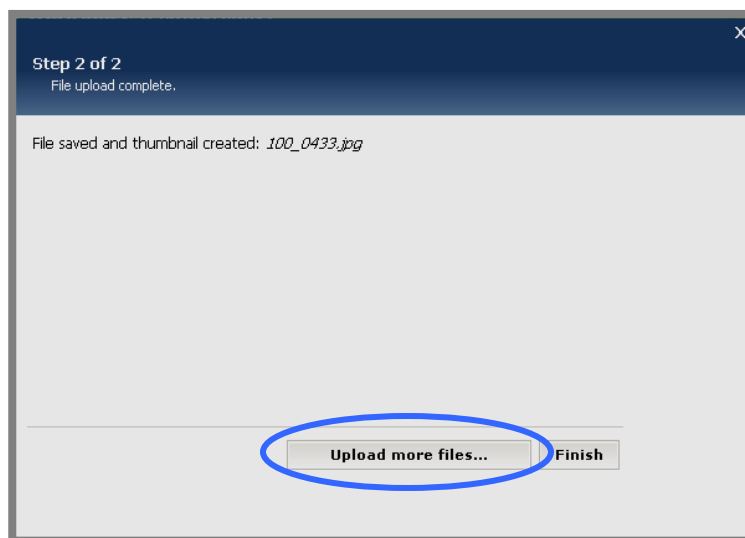 X
Step 2 of 2
File upload complete.
File saved and thumbnail created: 100_0433.jpg
Upload more files...
Finish